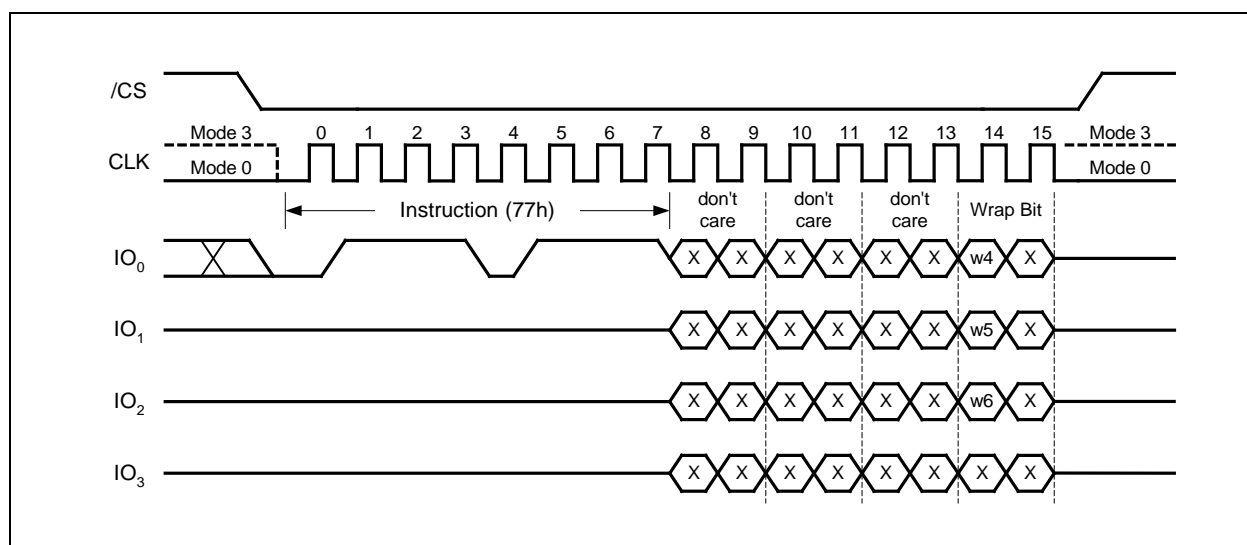 /CS
Mode 3 0 1 2 3 4 5 6 7 8 9 10 11 12 13 14 15 Mode 3
CLK
Mode 0 Mode 0
Instruction (77h) don't care don't care don't care Wrap Bit
IO0 X X X X X X w4 X
IO1 X X X X X X w5 X
IO2 X X X X X X w6 X
IO3 X X X X X X X X